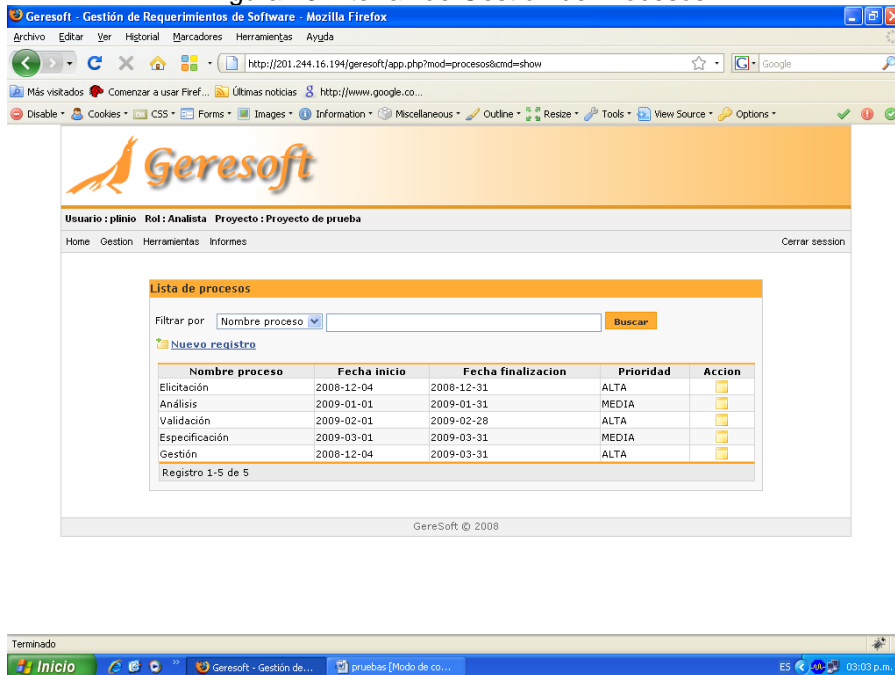 Geresoft - Gestión de Requerimientos de Software - Mozilla Firefox
Archivo Editar Ver Historial Marcadores Herramientas Ayuda
http://201.244.16.194/geresoft/app.php?mod=procesos&cmd=show
G Google
Más visitados Comenzar a usar Firef... Últimas noticias http://www.google.co...
Disable Cookies CSS Forms Images Information Miscellaneous Outline Resize Tools View Source Options
Geresoft
Usuario : plinio Rol : Analista Proyecto : Proyecto de prueba
Home Gestion Herramientas Informes Cerrar session
Lista de procesos
Filtrar por Nombre proceso Buscar
Nuevo registro
Nombre proceso Fecha inicio Fecha finalizacion Prioridad Accion
Elicitación 2008-12-04 2008-12-31 ALTA
Análisis 2009-01-01 2009-01-31 MEDIA
Validación 2009-02-01 2009-02-28 ALTA
Especificación 2009-03-01 2009-03-31 MEDIA
Gestión 2008-12-04 2009-03-31 ALTA
Registro 1-5 de 5
GereSoft © 2008
Terminado
Inicio Geresoft - Gestión de... pruebas [Modo de co... ES 03:03 p.m.